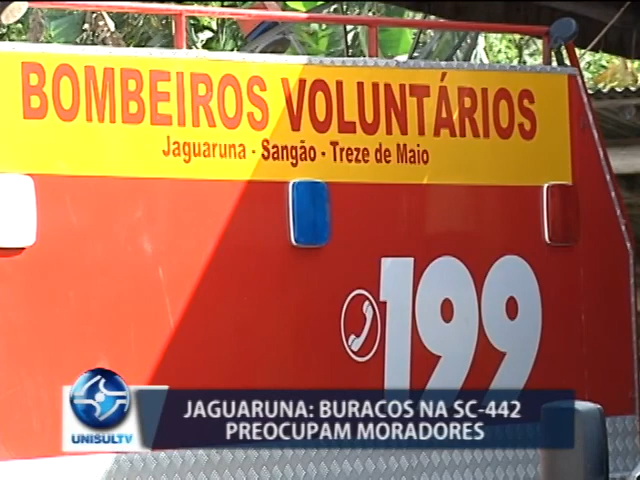 BOMBEIROS VOLUNTÁRIOS
Jaguaruna - Sangão - Treze de Maio
199
JAGUARUNA: BURACOS NA SC-442
PREOCUPAM MORADORES
UNISULTV